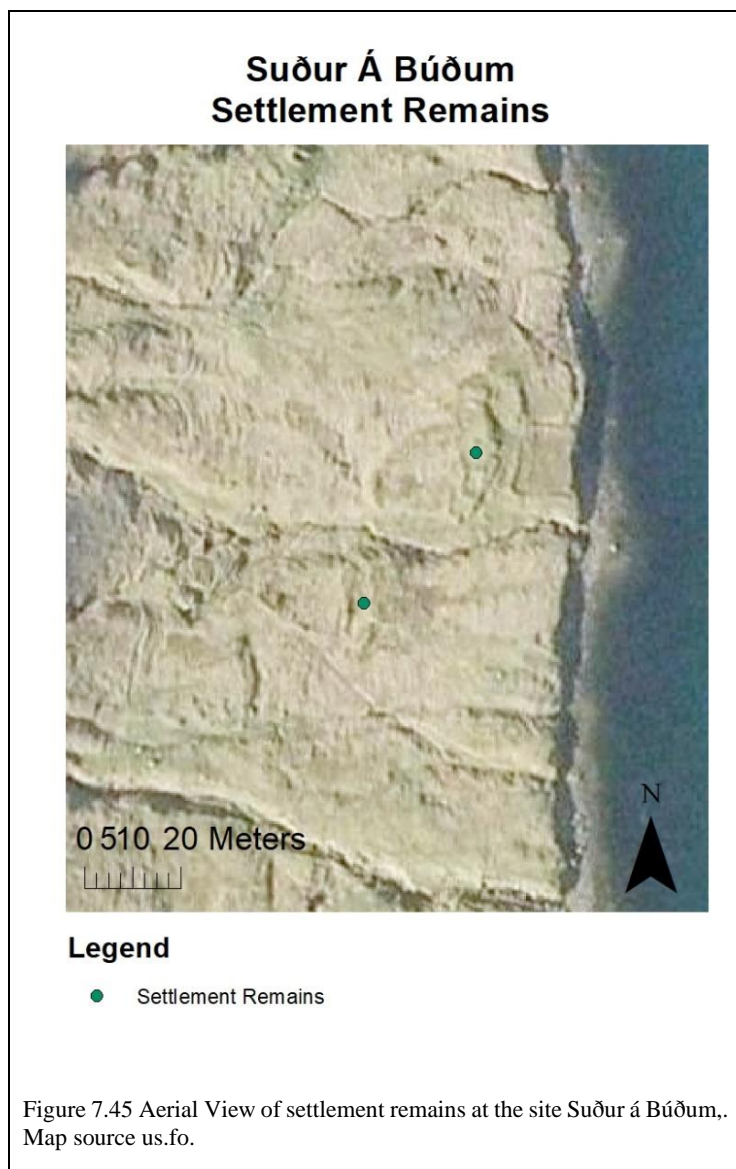 Suður Á Búðum
Settlement Remains
N
0 510 20 Meters
Legend
Settlement Remains
Figure 7.45 Aerial View of settlement remains at the site Suður á Búðum,.
Map source us.fo.